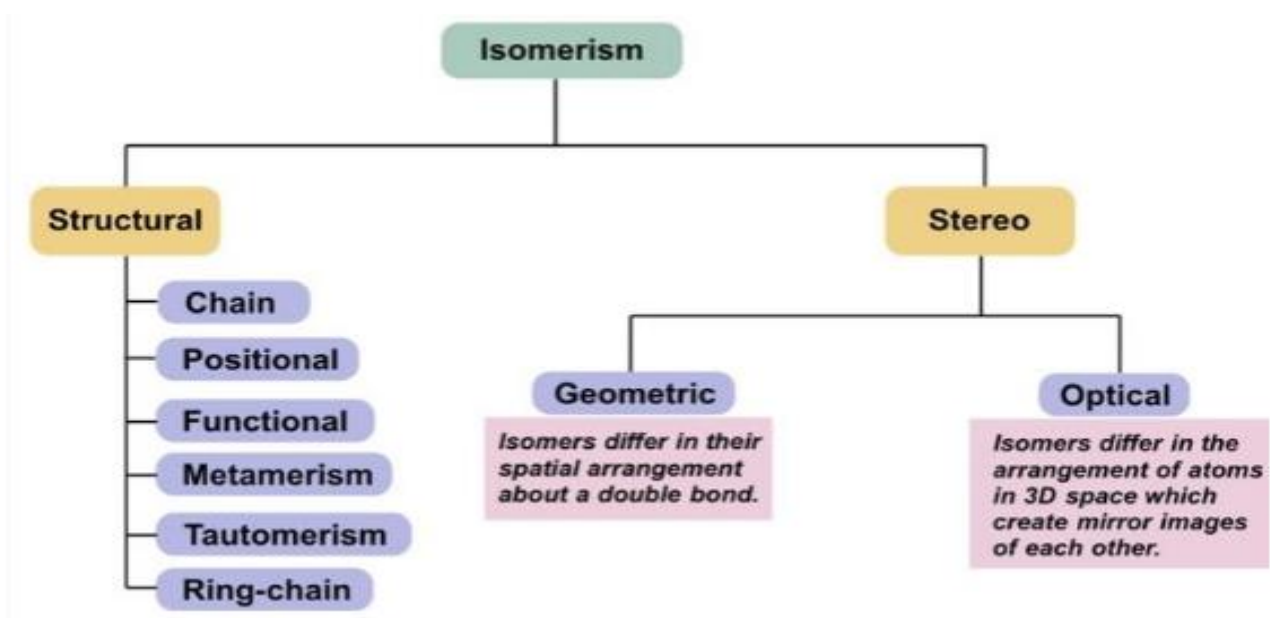 Isomerism
Structural
Stereo
Chain
Positional
Functional
Metamerism
Tautomerism
Ring-chain
Geometric
Isomers differ in their
spatial arrangement
about a double bond.
Optical
Isomers differ in the
arrangement of atoms
in 3D space which
create mirror images
of each other.